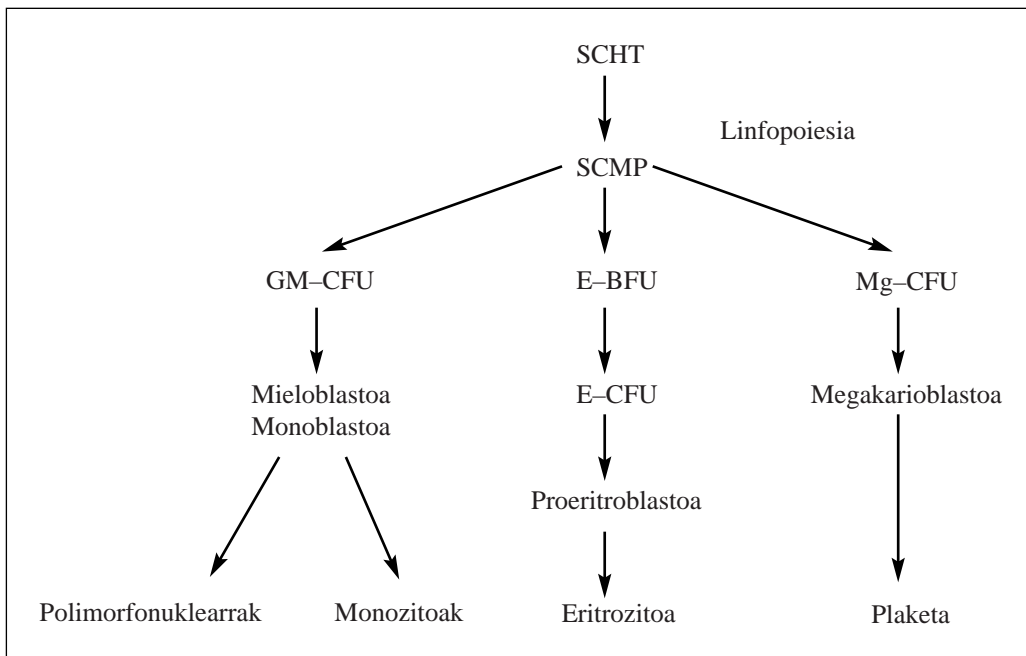 SCHT
Linfopoiesia
SCMP
GM–CFU
E–BFU
Mg–CFU
Mieloblastoa
Monoblastoa
E–CFU
Megakarioblastoa
Proeritroblastoa
Polimorfonuklearrak
Monozitoak
Eritrozitoa
Plaketa